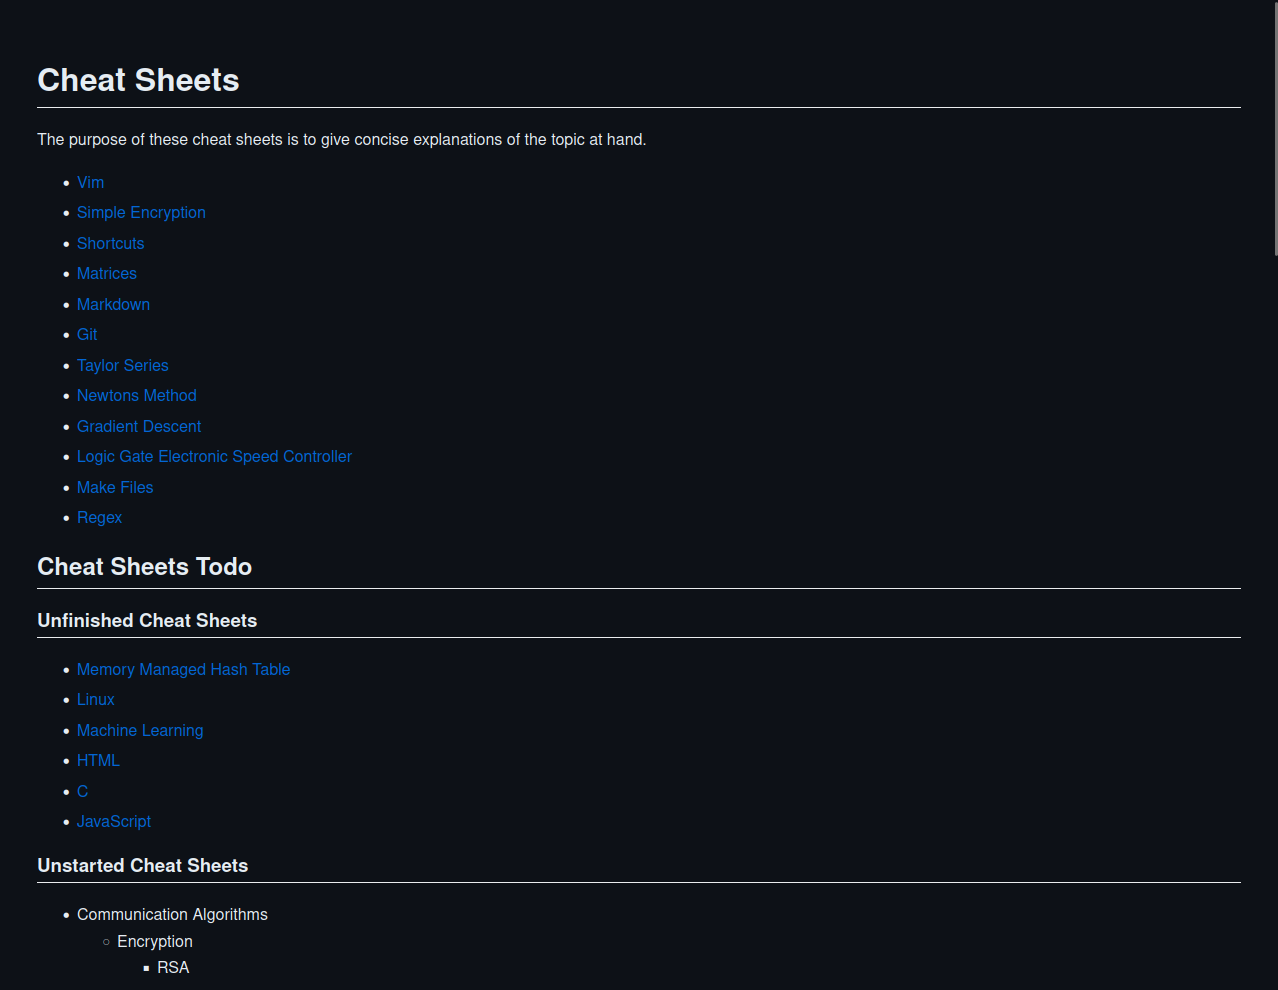 Cheat Sheets
The purpose of these cheat sheets is to give concise explanations of the topic at hand.
Vim
Simple Encryption
Shortcuts
Matrices
Markdown
Git
Taylor Series
Newtons Method
Gradient Descent
Logic Gate Electronic Speed Controller
Make Files
Regex
Cheat Sheets Todo
Unfinished Cheat Sheets
Memory Managed Hash Table
Linux
Machine Learning
HTML
C
JavaScript
Unstarted Cheat Sheets
Communication Algorithms
Encryption
RSA